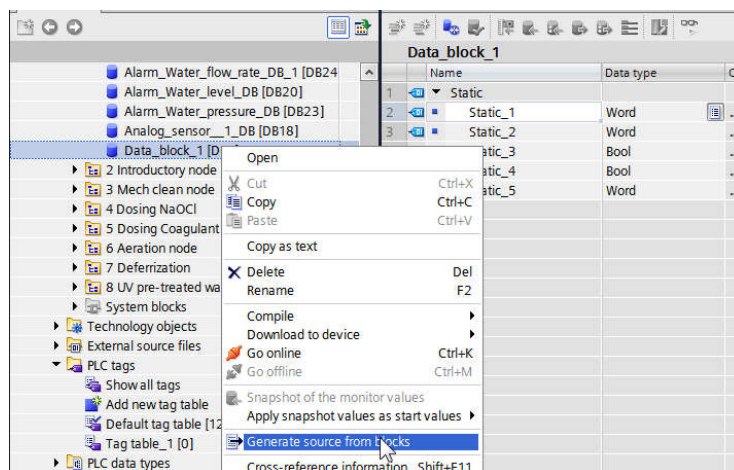 Data_block_1
Name Data type
1 Static
2 Static_1 Word
3 Static_2 Word
atic_3 Bool
atic_4 Bool
atic_5 Word
Alarm_Water_flow_rate_DB_1 [DB24
Alarm_Water_level_DB [DB20]
Alarm_Water_pressure_DB [DB23]
Analog_sensor__1_DB [DB18]
Data_block_1 [D
2 Introductory node
3 Mech clean node
4 Dosing NaOCl
5 Dosing Coagulant
6 Aeration node
7 Deferrization
8 UV pre-treated wa
System blocks
Technology objects
External source files
PLC tags
Show all tags
Add new tag table
Default tag table [12
Tag table_1 [0]
PLC data types
Open
Cut Ctrl+X
Copy Ctrl+C
Paste Ctrl+V
Copy as text
Delete Del
Rename F2
Compile
Download to device
Go online Ctrl+K
Go offline Ctrl+M
Snapshot of the monitor values
Apply snapshot values as start values
Generate source from blocks
Cross-reference information Shift+F11